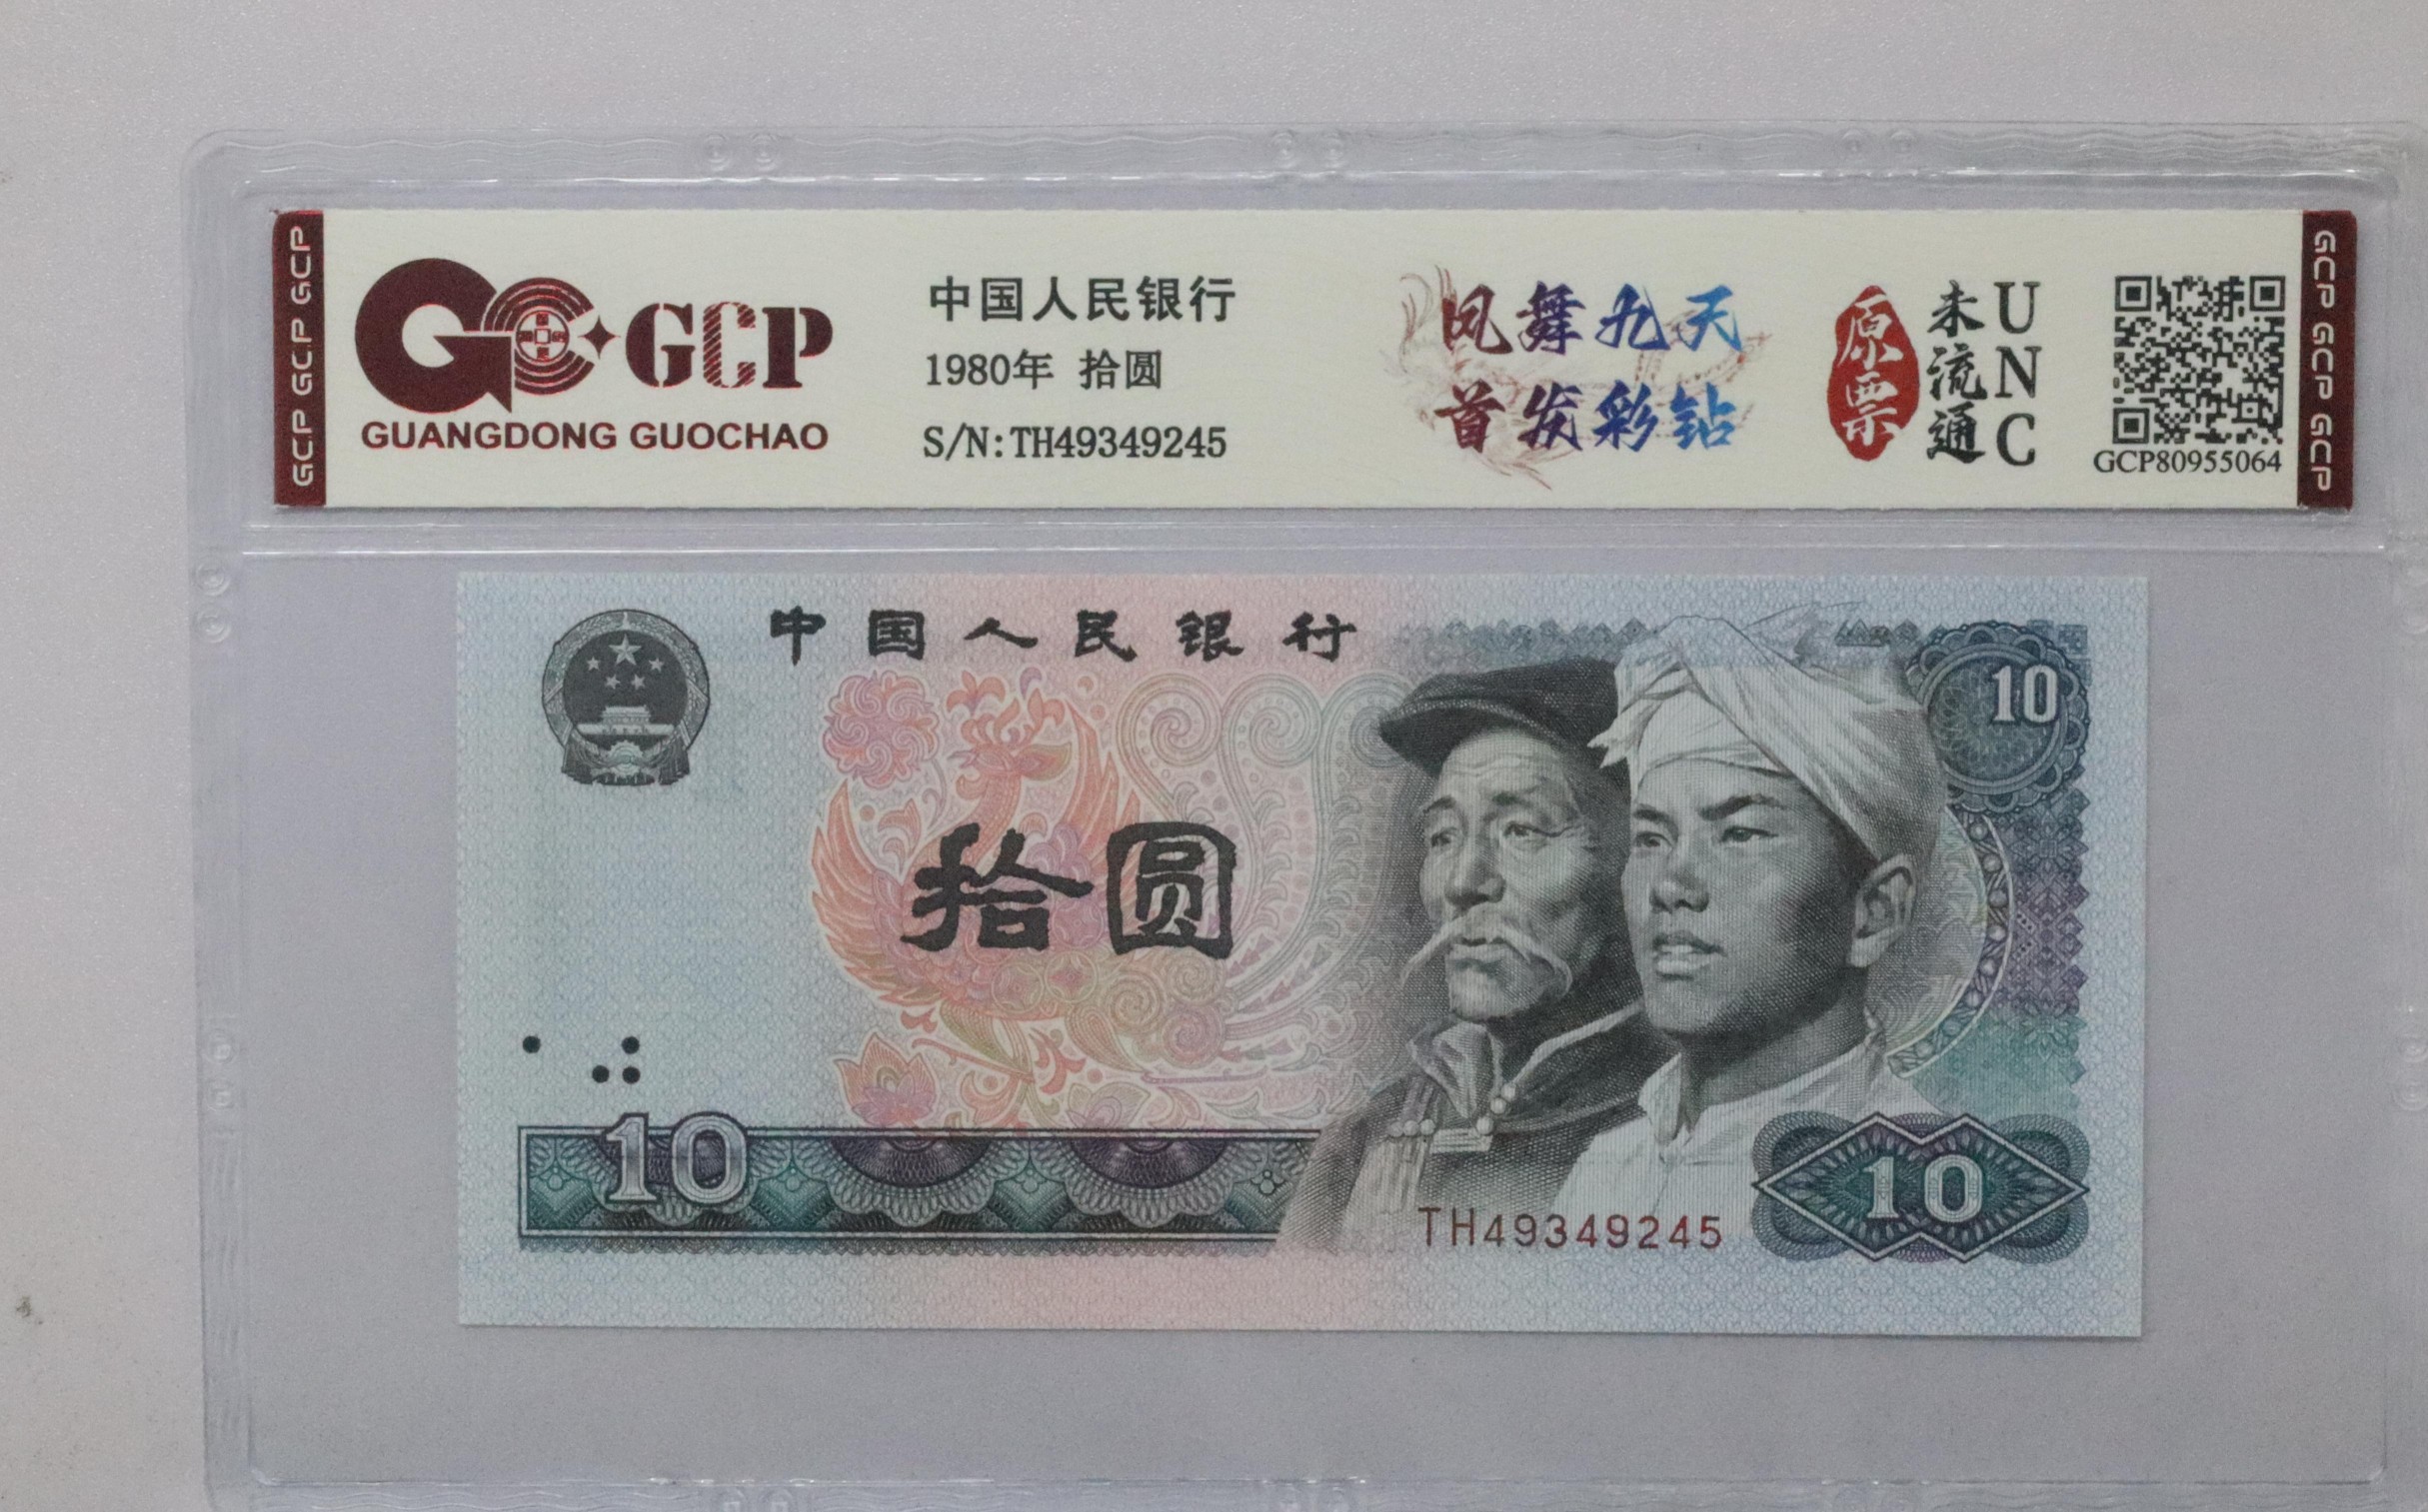 GCP GCP GCP
GCP
GUANGDONG GUOCHAO
中国人民银行
1980年 拾圆
S/N:TH49349245
凤舞九天
首发彩钻
原票
未流通
UNC
GCP80955064
GCP GCP GCP
中国人民银行
10
拾圆
10
TH49349245
10